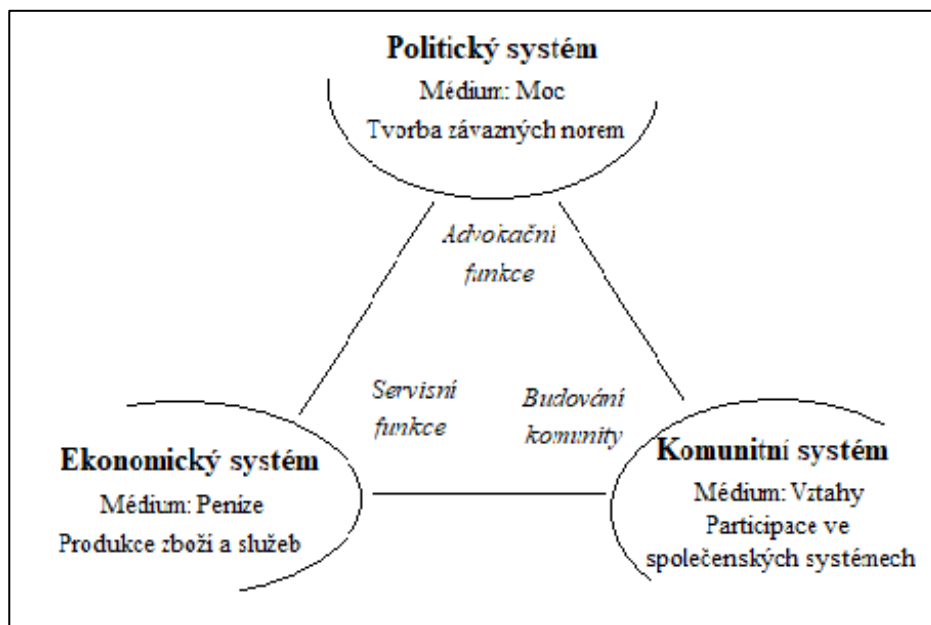 Politický systém
Médium: Moc
Tvorba závazných norem
Advokační
funkce
Servisní
funkce
Budování
komunity
Ekonomický systém
Médium: Peníze
Produkce zboží a služeb
Komunitní systém
Médium: Vztahy
Participace ve
společenských systémech